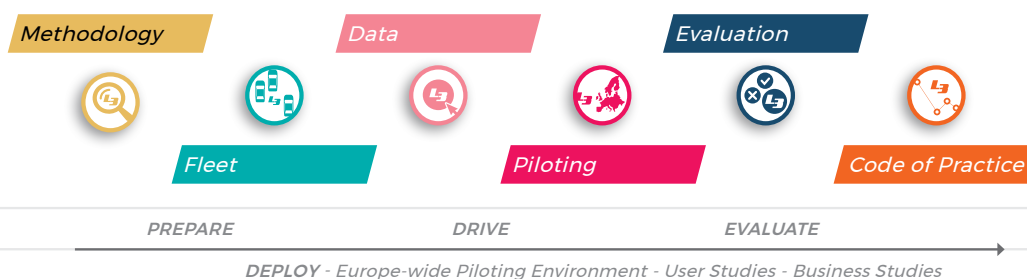 Methodology
Data
Evaluation
Fleet
Piloting
Code of Practice
PREPARE
DRIVE
EVALUATE
DEPLOY - Europe-wide Piloting Environment - User Studies - Business Studies